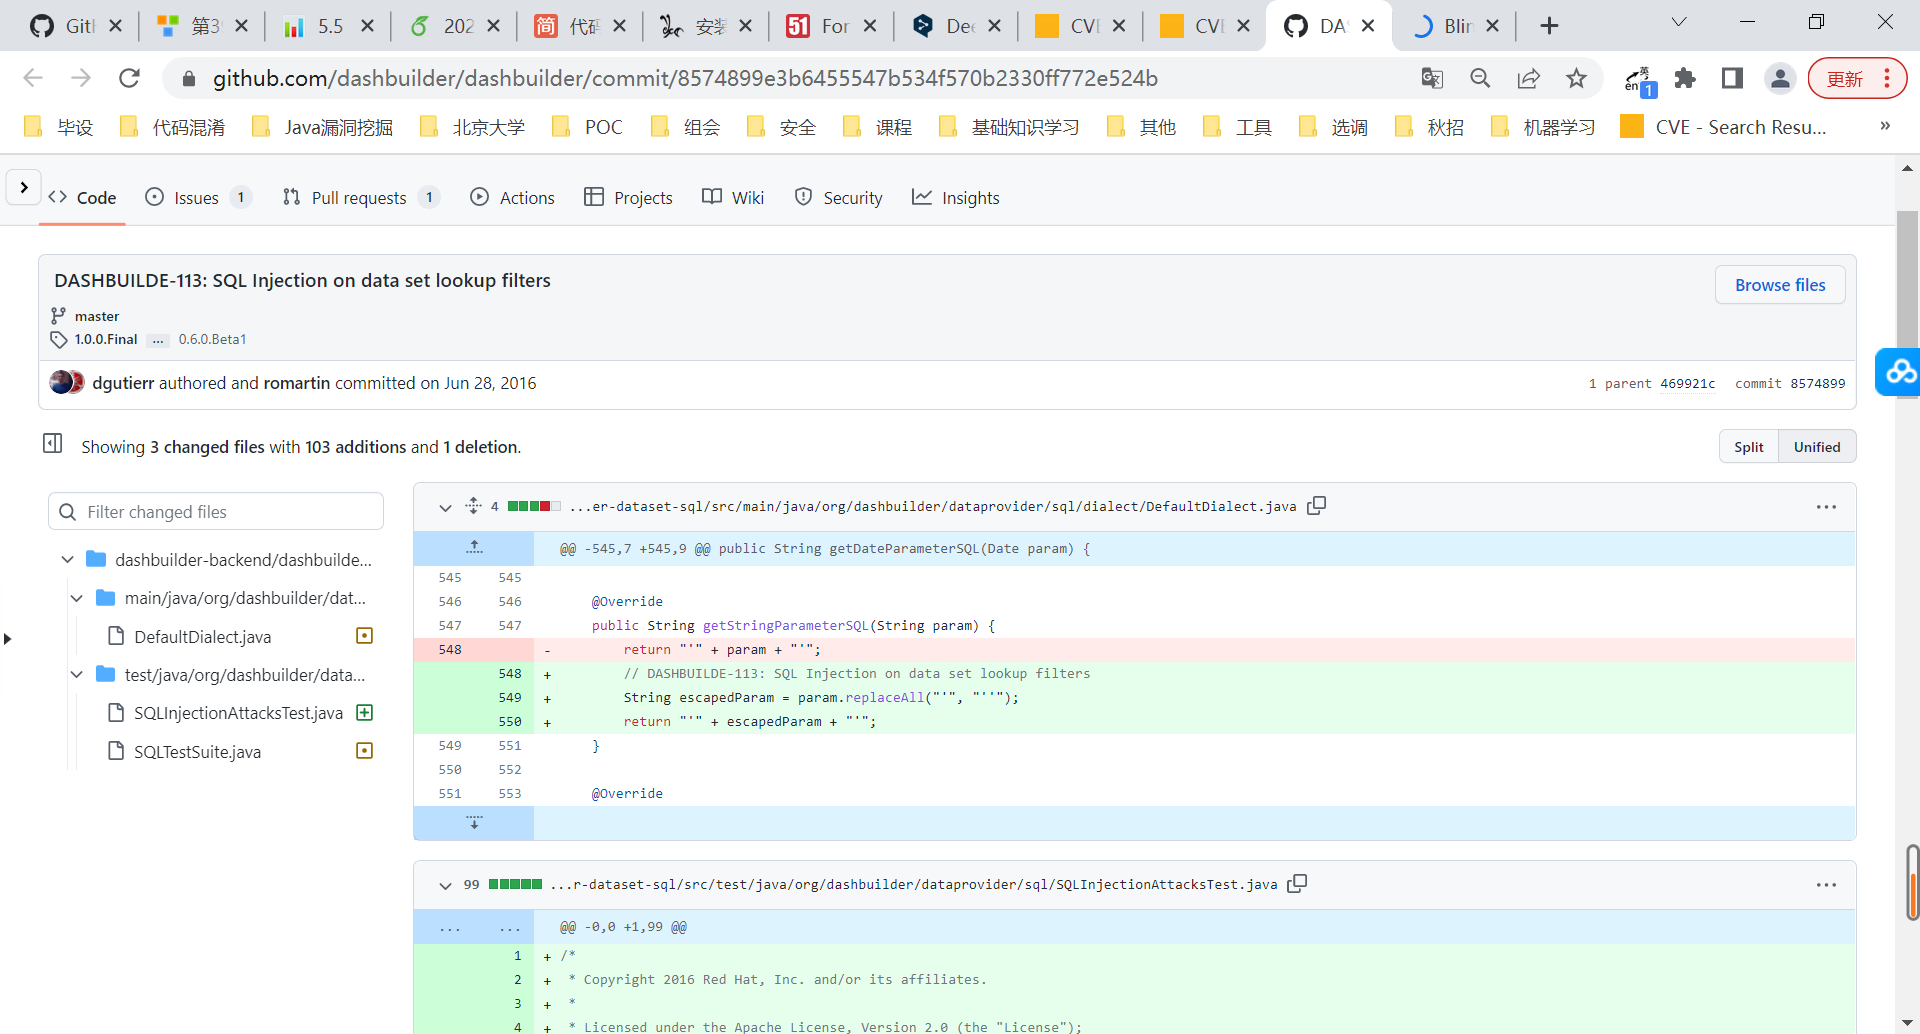 Gitl
第3
5.5
202
简 代码
安装
51 For
Dee
CVE
CVE
DAS
Blin
github.com/dashbuilder/dashbuilder/commit/8574899e3b6455547b534f570b2330ff772e524b
英
en
1
更新
毕设
代码混淆
Java漏洞挖掘
北京大学
POC
组会
安全
课程
基础知识学习
其他
工具
选调
秋招
机器学习
CVE - Search Resu...
»
Code
Issues 1
Pull requests 1
Actions
Projects
Wiki
Security
Insights
DASHBUILDE-113: SQL Injection on data set lookup filters
Browse files
master
1.0.0.Final ... 0.6.0.Beta1
dgutierr authored and romartin committed on Jun 28, 2016
1 parent 469921c commit 8574899
Showing 3 changed files with 103 additions and 1 deletion.
Split Unified
Filter changed files
dashbuilder-backend/dashbuilde...
main/java/org/dashbuilder/dat...
DefaultDialect.java
test/java/org/dashbuilder/data...
SQLInjectionAttacksTest.java
SQLTestSuite.java
4 ...er-dataset-sql/src/main/java/org/dashbuilder/dataprovider/sql/dialect/DefaultDialect.java
@@ -545,7 +545,9 @@ public String getDateParameterSQL(Date param) {
545 545
546 546 @Override
547 547 public String getStringParameterSQL(String param) {
548 - return "'" + param + "'";
548 + // DASHBUILDE-113: SQL Injection on data set lookup filters
549 + String escapedParam = param.replaceAll("'", "''");
550 + return "'" + escapedParam + "'";
549 551 }
550 552
551 553 @Override
99 ...r-dataset-sql/src/test/java/org/dashbuilder/dataprovider/sql/SQLInjectionAttacksTest.java
... ... @@ -0,0 +1,99 @@
1 + /*
2 + * Copyright 2016 Red Hat, Inc. and/or its affiliates.
3 + *
4 + * Licensed under the Apache License, Version 2.0 (the "License");